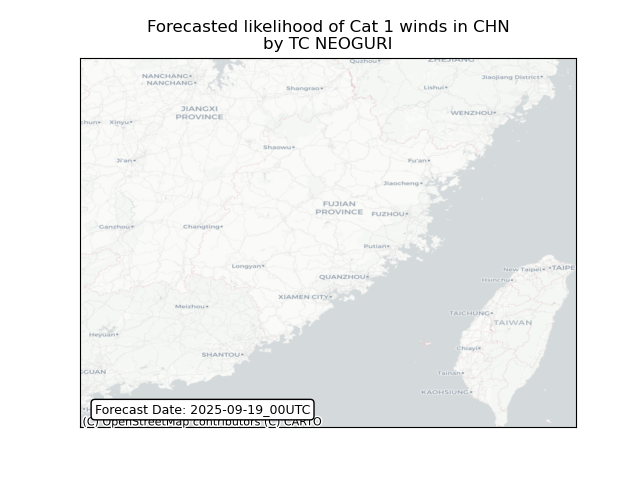 Forecasted likelihood of Cat 1 winds in CHN
by TC NEOGURI
Quzhou
ZHEJIANG
NANCHANG
NANCHANG
Shangrao
Lishui
Jiaojiang District
JIANGXI
PROVINCE
WENZHOU
chun
Xinyu
Shaowu
Ji'an
Fu'an
Jiaocheng
FUJIAN
PROVINCE
FUZHOU
Ganzhou
Changting
Putian
Longyan
QUANZHOU
New Taipei
TAIPE
Hsinchu
XIAMEN CITY
Meizhou
TAICHUNG
TAIWAN
Heyuan
Chiayi
SHANTOU
GUAN
Tainan
KAOHSIUNG
Forecast Date: 2025-09-19_00UTC
(C) OpenStreetMap contributors (C) CARTO